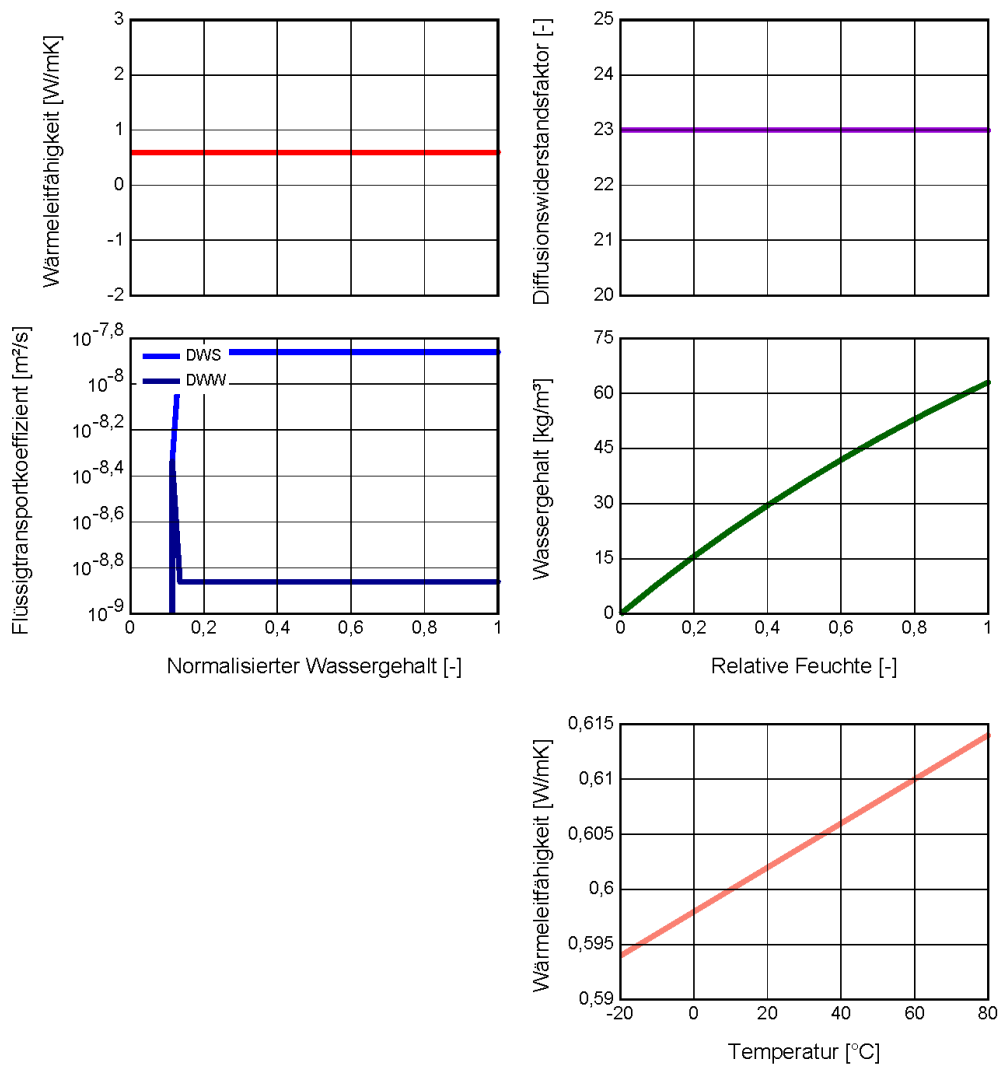 Wärmeleitfähigkeit [W/mK]
3
2
1
0
-1
-2
Diffusionswiderstandsfaktor [-]
25
24
23
22
21
20
Flüssigtransportkoeffizient [m²/s]
10-7,8
10-8
10-8,2
10-8,4
10-8,6
10-8,8
10-9
DWS
DWW
0 0,2 0,4 0,6 0,8 1
Normalisierter Wassergehalt [-]
Wassergehalt [kg/m³]
75
60
45
30
15
0
0 0,2 0,4 0,6 0,8 1
Relative Feuchte [-]
Wärmeleitfähigkeit [W/mK]
0,615
0,61
0,605
0,6
0,595
0,59
-20 0 20 40 60 80
Temperatur [°C]